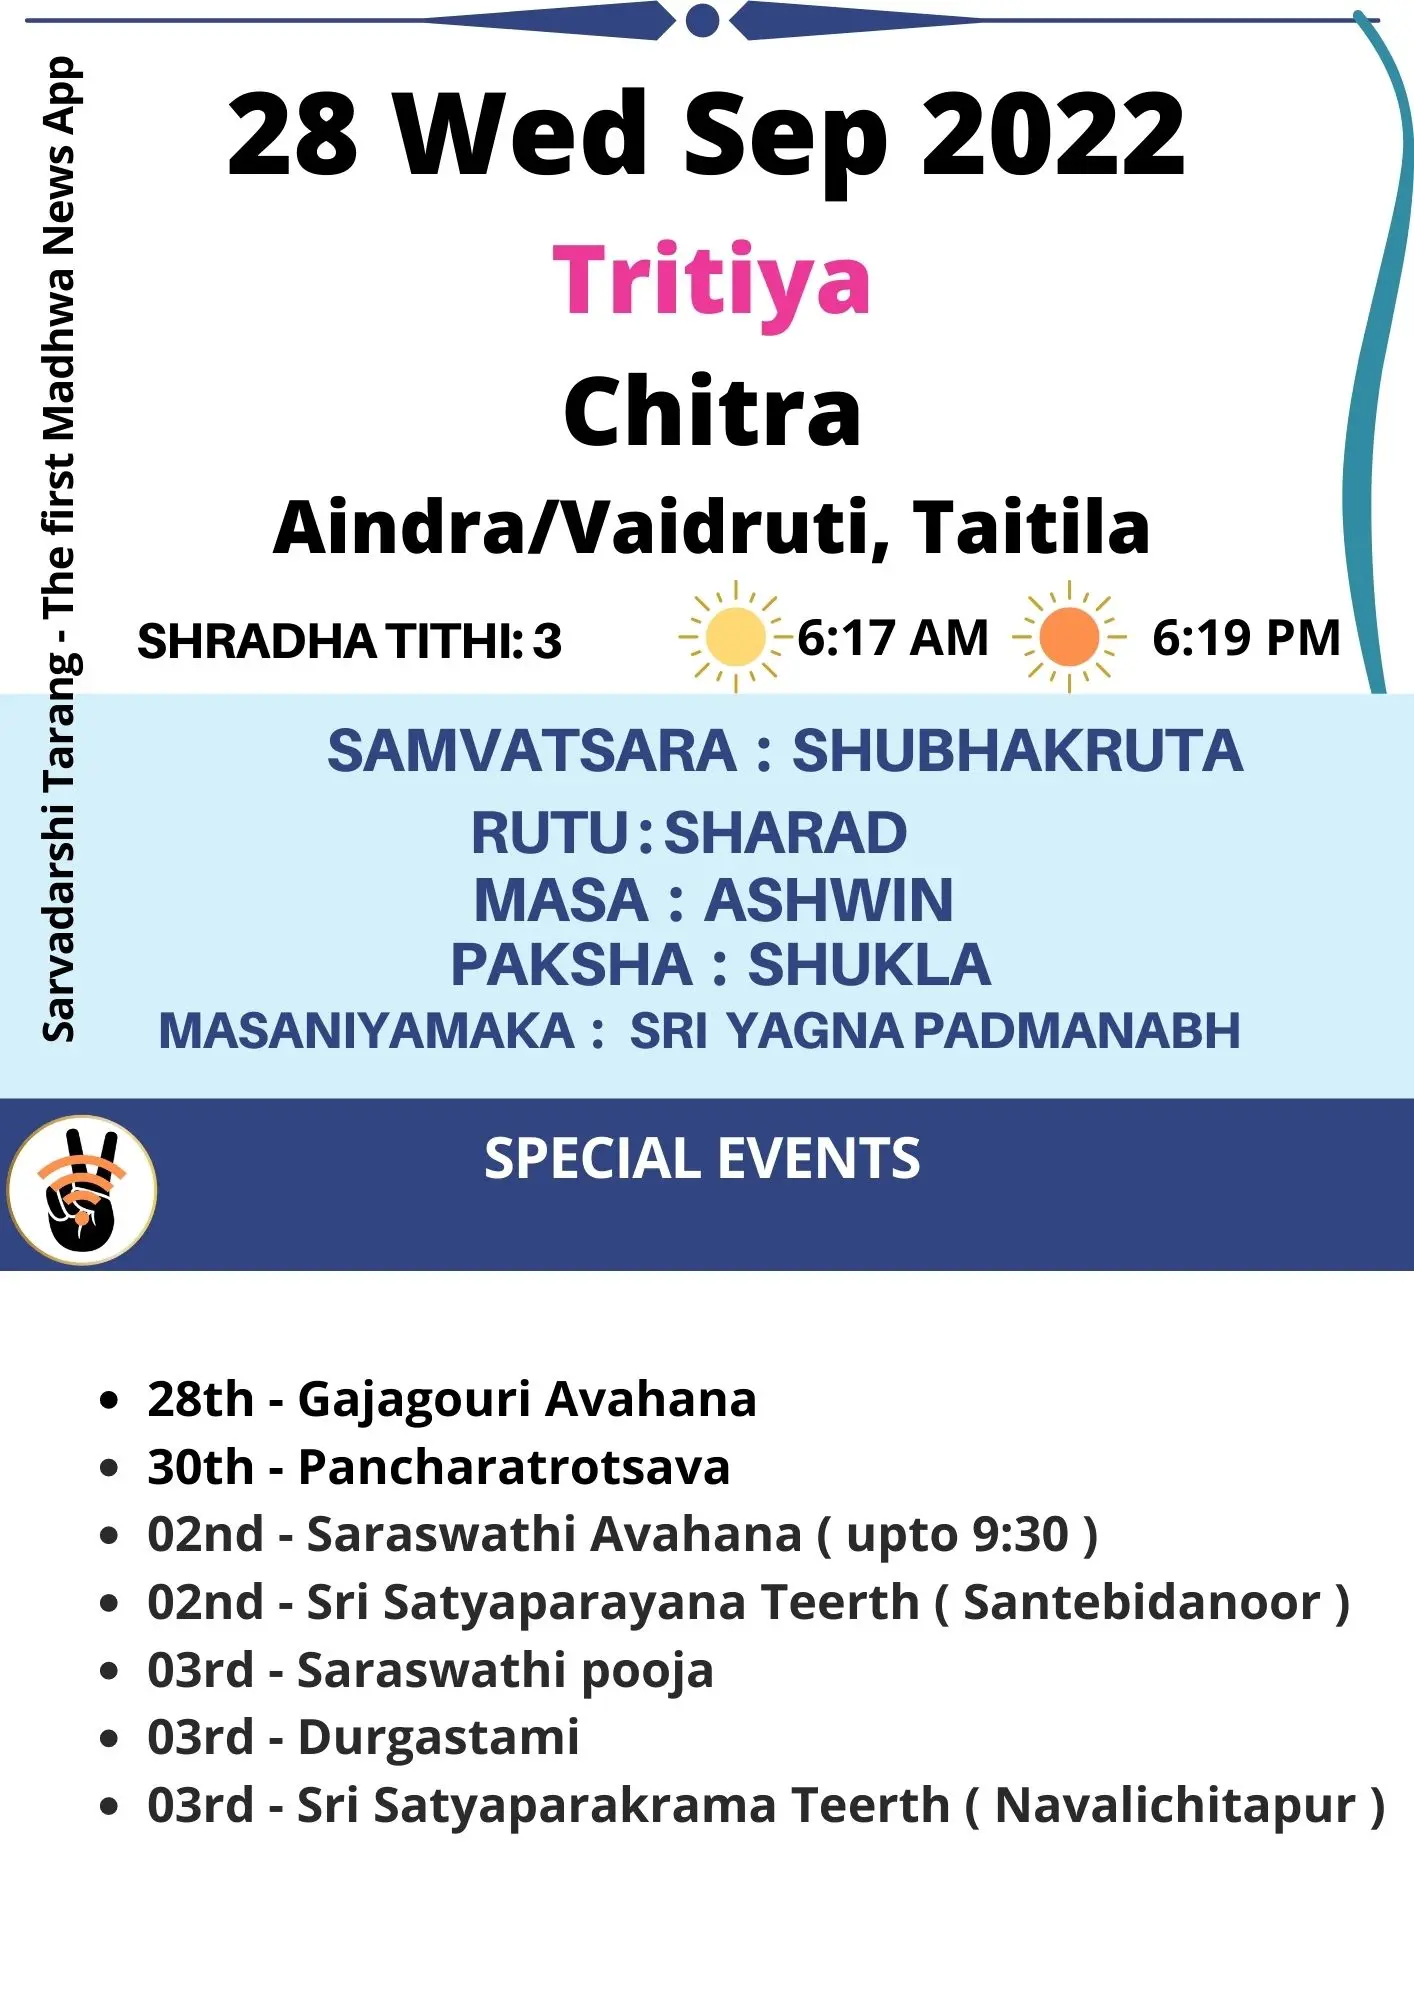 28 Wed Sep 2022
Tritiya
Chitra
Aindra/Vaidruti, Taitila
SHRADHA TITHI: 3
6:17 AM
6:19 PM
Sarvadarshi Tarang - The first Madhwa News App
SAMVATSARA : SHUBHAKRUTA
RUTU : SHARAD
MASA : ASHWIN
PAKSHA : SHUKLA
MASANIYAMAKA : SRI YAGNA PADMANABH
SPECIAL EVENTS
• 28th - Gajagouri Avahana
• 30th - Pancharatrotsava
• 02nd - Saraswathi Avahana ( upto 9:30 )
• 02nd - Sri Satyaparayana Teerth ( Santebidanoor )
• 03rd - Saraswathi pooja
• 03rd - Durgastami
• 03rd - Sri Satyaparakrama Teerth ( Navalichitapur )